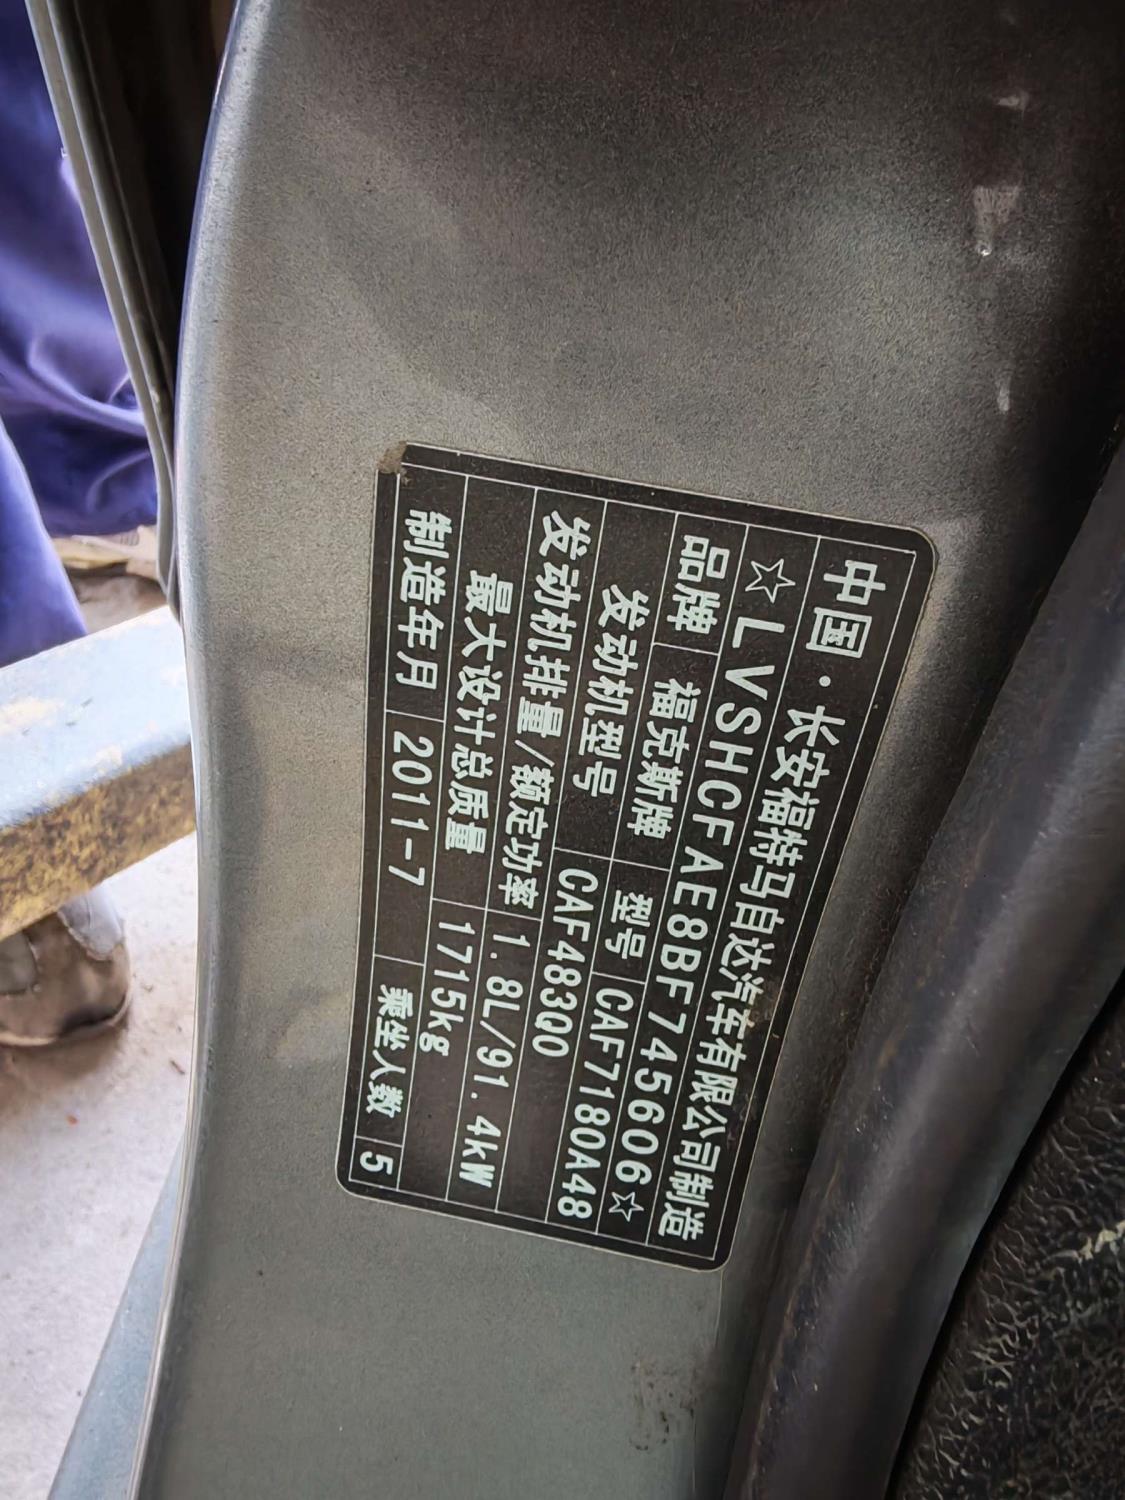 中国·长安福特马自达汽车有限公司制造
☆LVSHCFAE8BF745606☆
品牌 福克斯牌 型号 CAF7180A48
发动机型号 CAF483Q0
发动机排量/额定功率 1.8L/91.4kW
最大设计总质量 1715kg
制造年月 2011-7 乘坐人数 5